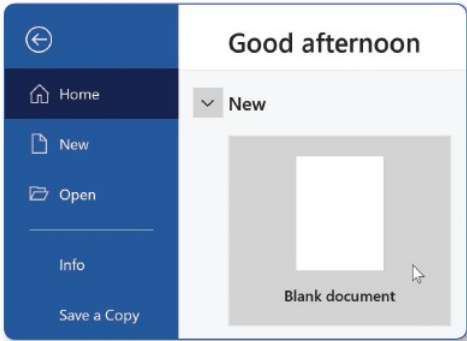 Good afternoon
Home
New
New
Open
Info
Save a Copy
Blank document